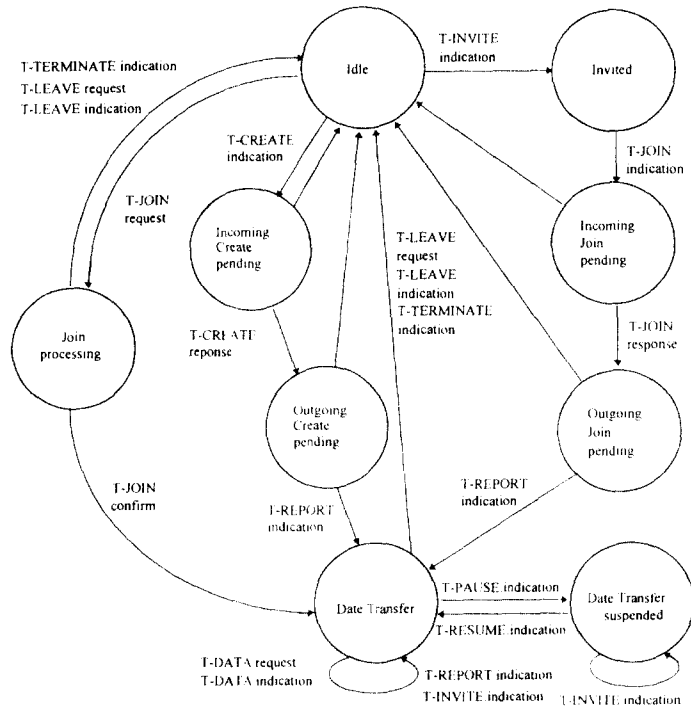 T-TERMINATE indication
T-LEAVE request
T-LEAVE indication
Idle
T-INVITE
indication
Invited
T-CREATE
indication
T-JOIN
request
T-JOIN
indication
Incoming
Create
pending
Incoming
Join
pending
T-LEAVE
request
T-LEAVE
indication
T-TERMINATE
indication
Join
processing
T-CREATE
reponse
T-JOIN
response
Outgoing
Create
pending
Outgoing
Join
pending
T-JOIN
confirm
T-REPORT
indication
T-REPORT
indication
Date Transfer
T-PAUSE indication
T-RESUME indication
Date Transfer
suspended
T-DATA request
T-DATA indication
T-REPORT indication
T-INVITE indication
T-INVITE indication